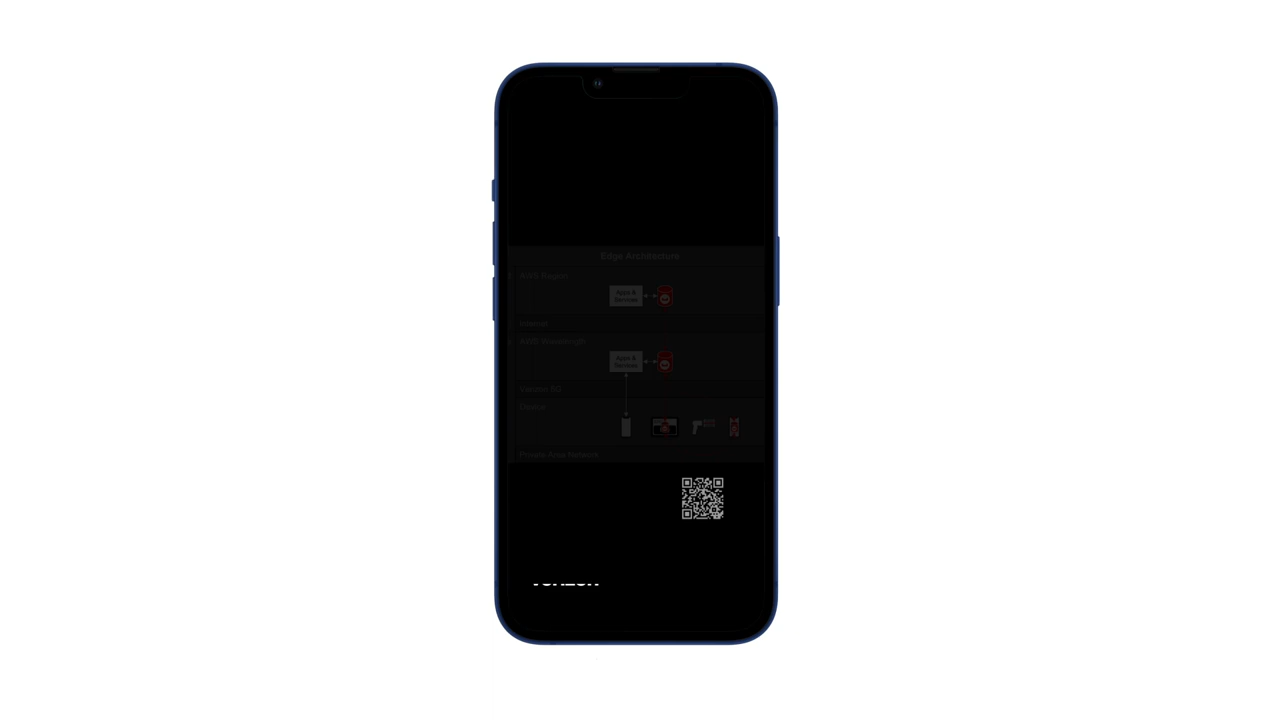 Edge Architecture
AWS Region
Apps &
Services
Internet
AWS Wavelength
Apps &
Services
Verizon 5G
Device
Private Area Network